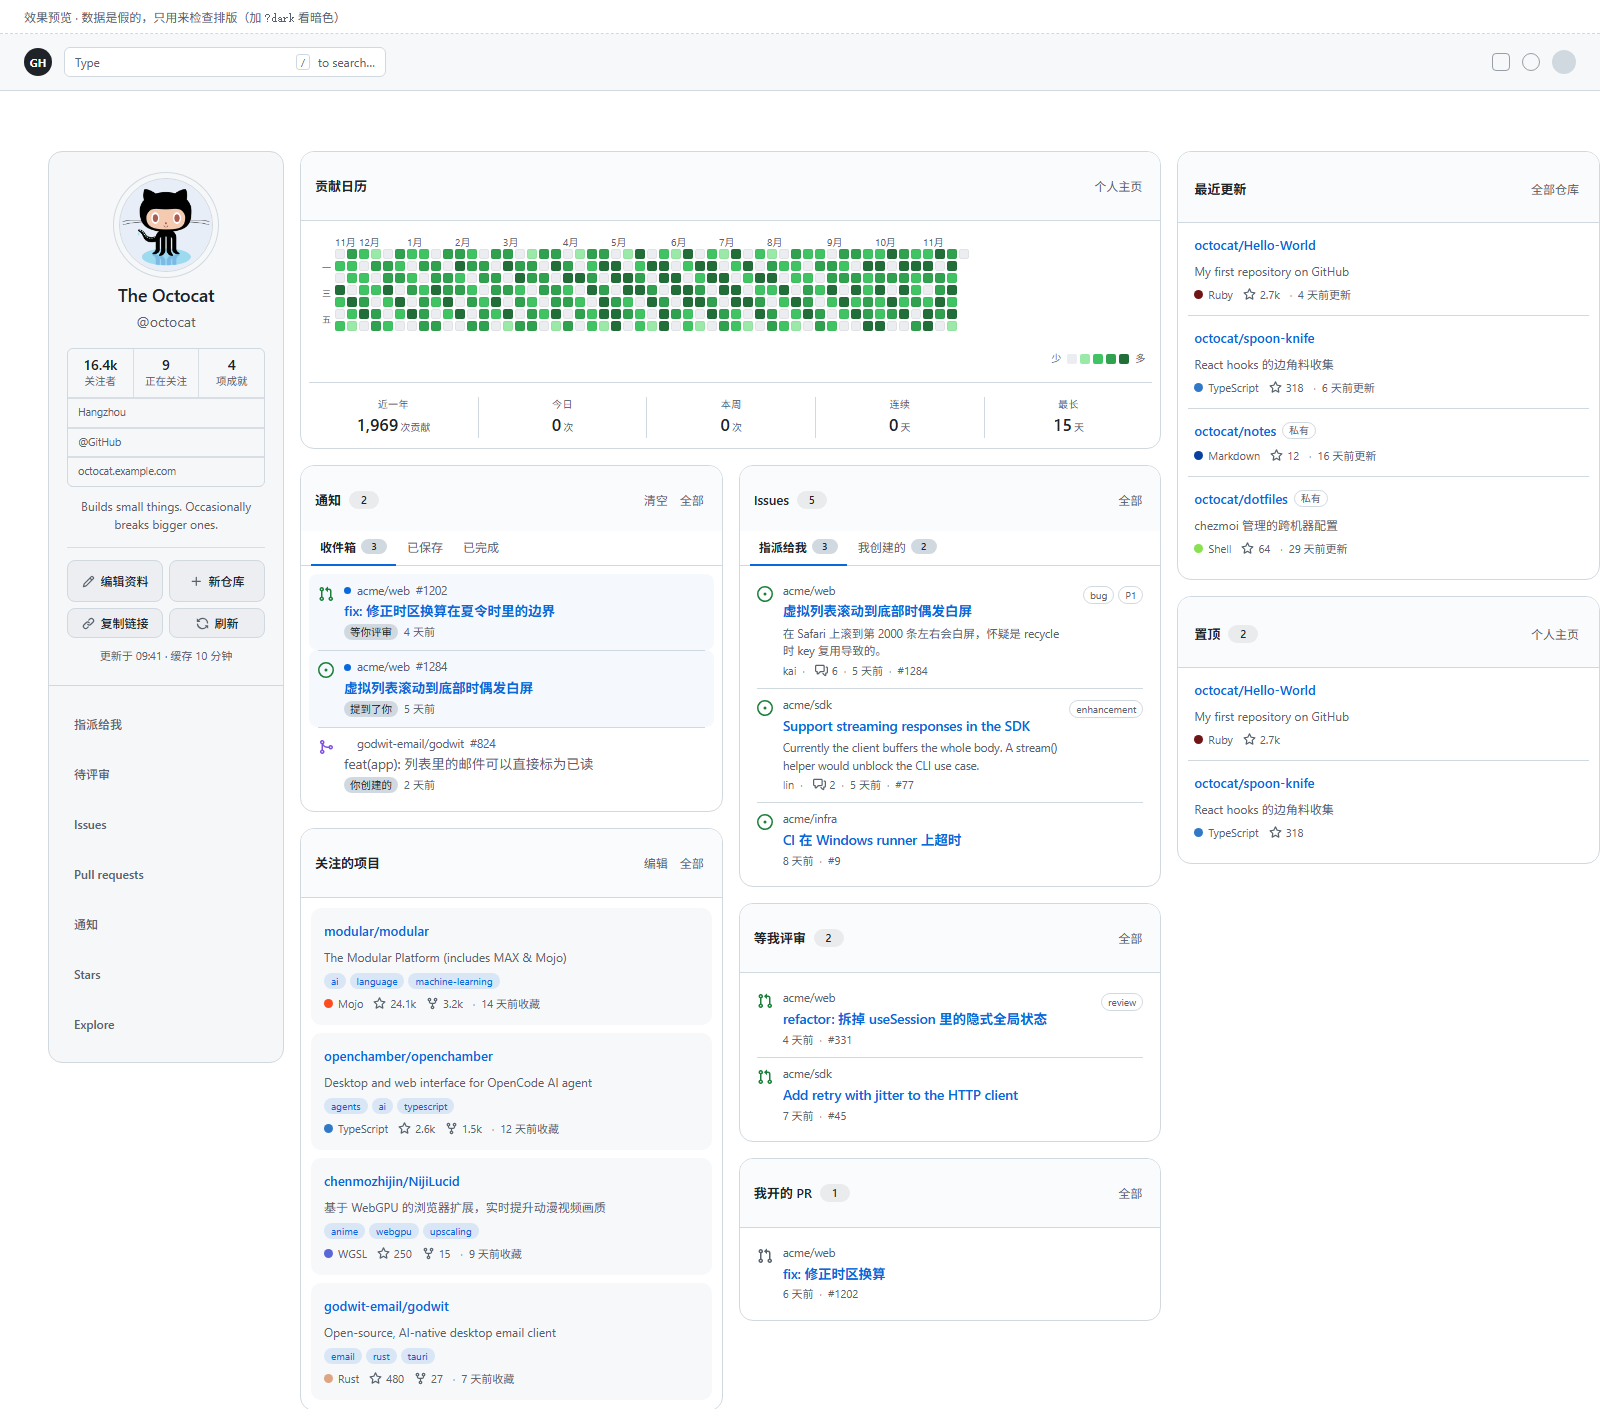 效果预览 · 数据是假的，只用来检查排版（加 ?dark 看暗色）
GH
Type / to search...
The Octocat
@octocat
16.4k 9 4
关注者 正在关注 项成就
Hangzhou
@GitHub
octocat.example.com
Builds small things. Occasionally
breaks bigger ones.
编辑资料 新仓库
复制链接 刷新
更新于 09:41 · 缓存 10 分钟
指派给我
待评审
Issues
Pull requests
通知
Stars
Explore
贡献日历 个人主页
11月 12月 1月 2月 3月 4月 5月 6月 7月 8月 9月 10月 11月
一
三
五
少 多
近一年 今日 本周 连续 最长
1,969 次贡献 0 次 0 次 0 天 15 天
通知 2 清空 全部
收件箱 3 已保存 已完成
acme/web #1202
fix: 修正时区换算在夏令时里的边界
等你评审 4 天前
acme/web #1284
虚拟列表滚动到底部时偶发白屏
提到了你 5 天前
godwit-email/godwit #824
feat(app): 列表里的邮件可以直接标为已读
你创建的 2 天前
关注的项目 编辑 全部
modular/modular
The Modular Platform (includes MAX & Mojo)
ai language machine-learning
Mojo 24.1k 3.2k · 14 天前收藏
openchamber/openchamber
Desktop and web interface for OpenCode AI agent
agents ai typescript
TypeScript 2.6k 1.5k · 12 天前收藏
chenmozhijin/NijiLucid
基于 WebGPU 的浏览器扩展，实时提升动漫视频画质
anime webgpu upscaling
WGSL 250 15 · 9 天前收藏
godwit-email/godwit
Open-source, AI-native desktop email client
email rust tauri
Rust 480 27 · 7 天前收藏
Issues 5 全部
指派给我 3 我创建的 2
acme/web bug P1
虚拟列表滚动到底部时偶发白屏
在 Safari 上滚到第 2000 条左右会白屏，怀疑是 recycle
时 key 复用导致的。
kai · 6 · 5 天前 · #1284
acme/sdk enhancement
Support streaming responses in the SDK
Currently the client buffers the whole body. A stream()
helper would unblock the CLI use case.
lin · 2 · 5 天前 · #77
acme/infra
CI 在 Windows runner 上超时
8 天前 · #9
等我评审 2 全部
acme/web review
refactor: 拆掉 useSession 里的隐式全局状态
4 天前 · #331
acme/sdk
Add retry with jitter to the HTTP client
7 天前 · #45
我开的 PR 1 全部
acme/web
fix: 修正时区换算
6 天前 · #1202
最近更新 全部仓库
octocat/Hello-World
My first repository on GitHub
Ruby 2.7k · 4 天前更新
octocat/spoon-knife
React hooks 的边角料收集
TypeScript 318 · 6 天前更新
octocat/notes 私有
Markdown 12 · 16 天前更新
octocat/dotfiles 私有
chezmoi 管理的跨机器配置
Shell 64 · 29 天前更新
置顶 2 个人主页
octocat/Hello-World
My first repository on GitHub
Ruby 2.7k
octocat/spoon-knife
React hooks 的边角料收集
TypeScript 318